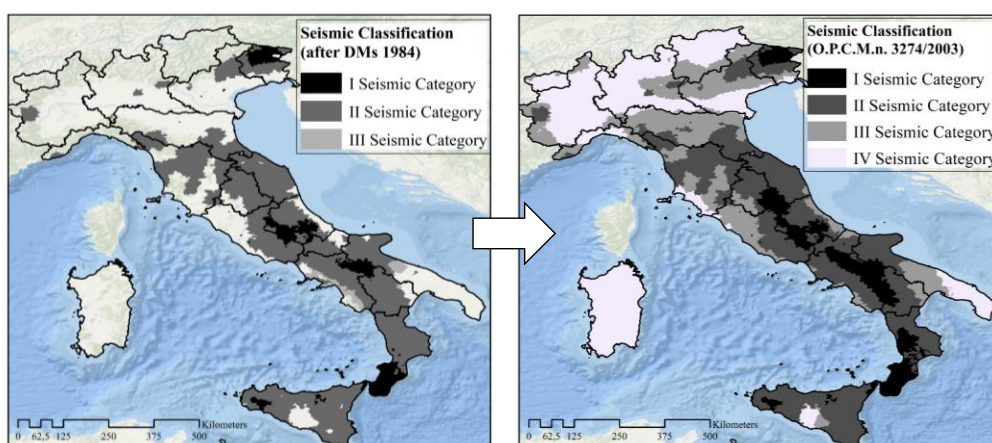 Seismic Classification
(after DMs 1984)
I Seismic Category
II Seismic Category
III Seismic Category
Kilometers
0 62,5 125 250 375 500
Seismic Classification
(O.P.C.M.n. 3274/2003)
I Seismic Category
II Seismic Category
III Seismic Category
IV Seismic Category
Kilometers
0 62,5 125 250 375 500